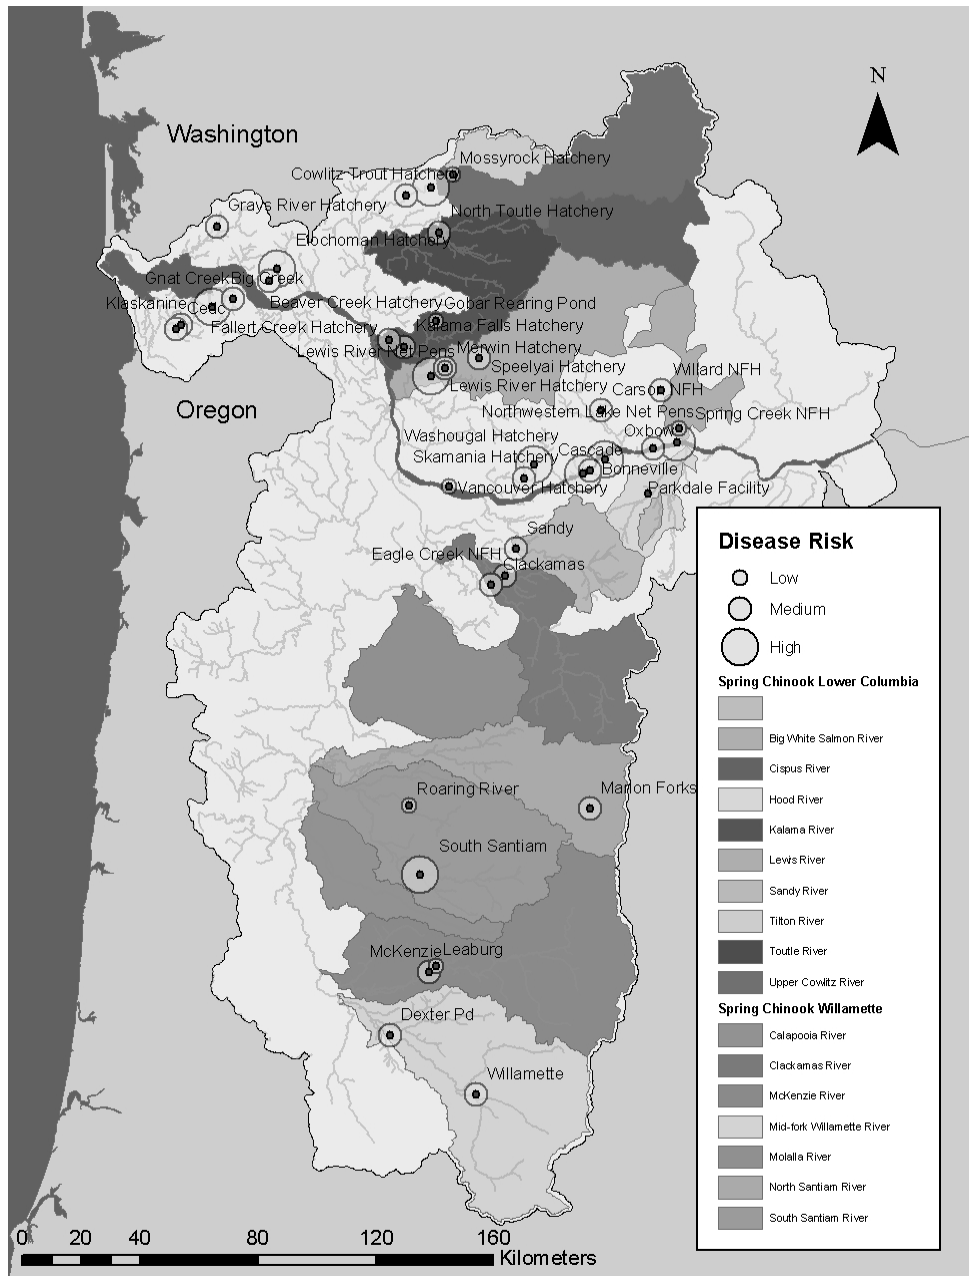 N
Washington
Mossyrock Hatchery
Cowlitz Trout Hatchery
Grays River Hatchery
North Toutle Hatchery
Elochoman Hatchery
Gnat Creek
Big Creek
Klaskanine
Cedc
Beaver Creek Hatchery
Gobar Rearing Pond
Fallert Creek Hatchery
Kalama Falls Hatchery
Lewis River Net Pens
Merwin Hatchery
Speelyai Hatchery
Willard NFH
Lewis River Hatchery
Carson NFH
Oregon
Northwestern Lake Net Pens
Spring Creek NFH
Oxbow
Washougal Hatchery
Cascade
Skamania Hatchery
Bonneville
Vancouver Hatchery
Parkdale Facility
Sandy
Eagle Creek NFH
Clackamas
Roaring River
Marion Forks
South Santiam
McKenzie
Leaburg
Dexter Pd
Willamette
Disease Risk
Low
Medium
High
Spring Chinook Lower Columbia
Big White Salmon River
Cispus River
Hood River
Kalama River
Lewis River
Sandy River
Tilton River
Toutle River
Upper Cowlitz River
Spring Chinook Willamette
Calapooia River
Clackamas River
McKenzie River
Mid-fork Willamette River
Molalla River
North Santiam River
South Santiam River
0 20 40 80 120 160
Kilometers